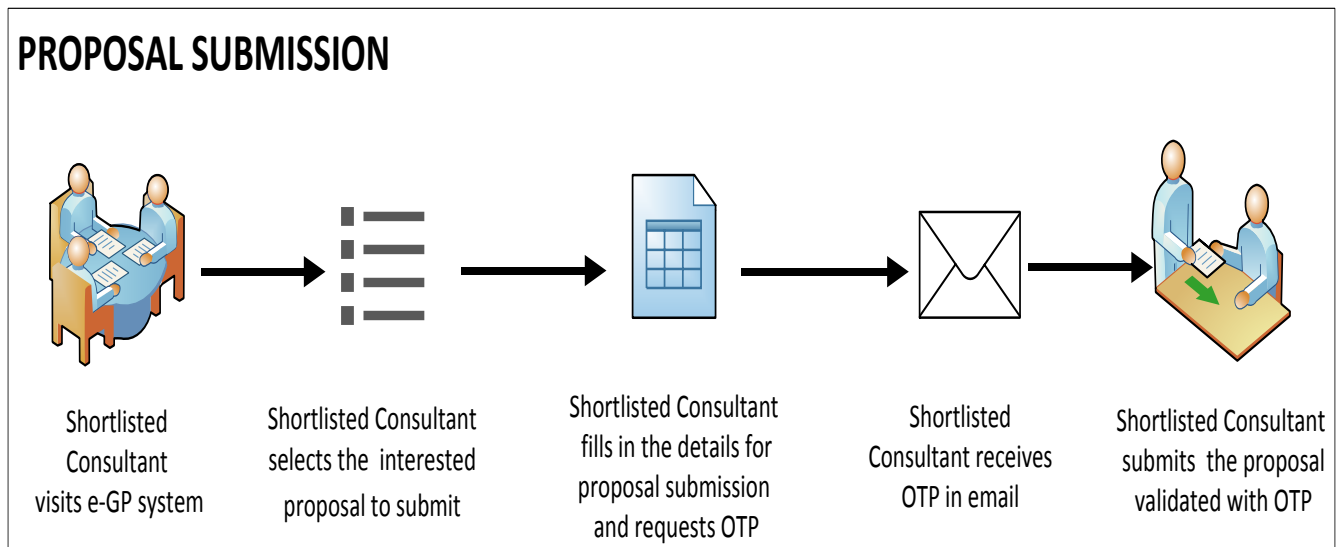 PROPOSAL SUBMISSION
Shortlisted
Consultant
visits e-GP system
Shortlisted Consultant
selects the interested
proposal to submit
Shortlisted Consultant
fills in the details for
proposal submission
and requests OTP
Shortlisted
Consultant receives
OTP in email
Shortlisted Consultant
submits the proposal
validated with OTP